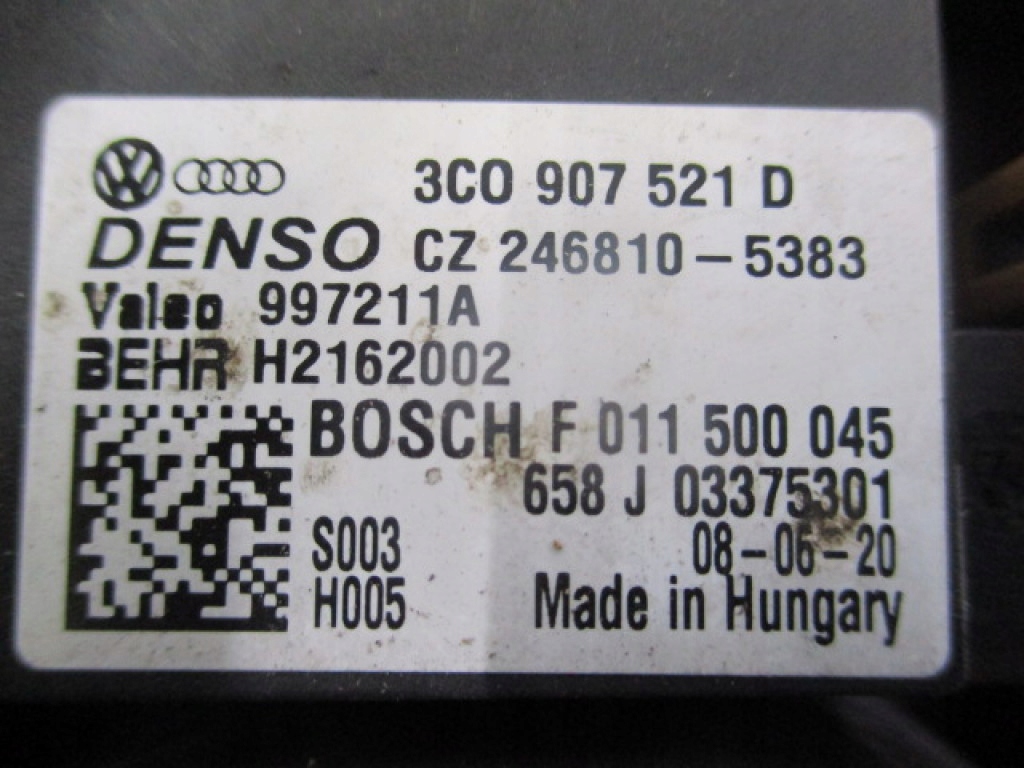 VW 3C0 907 521 D
DENSO CZ 246810-5383
Valeo 997211A
BEHR H2162002
BOSCH F 011 500 045
658 J 03375301
S003 08-06-20
H005 Made in Hungary